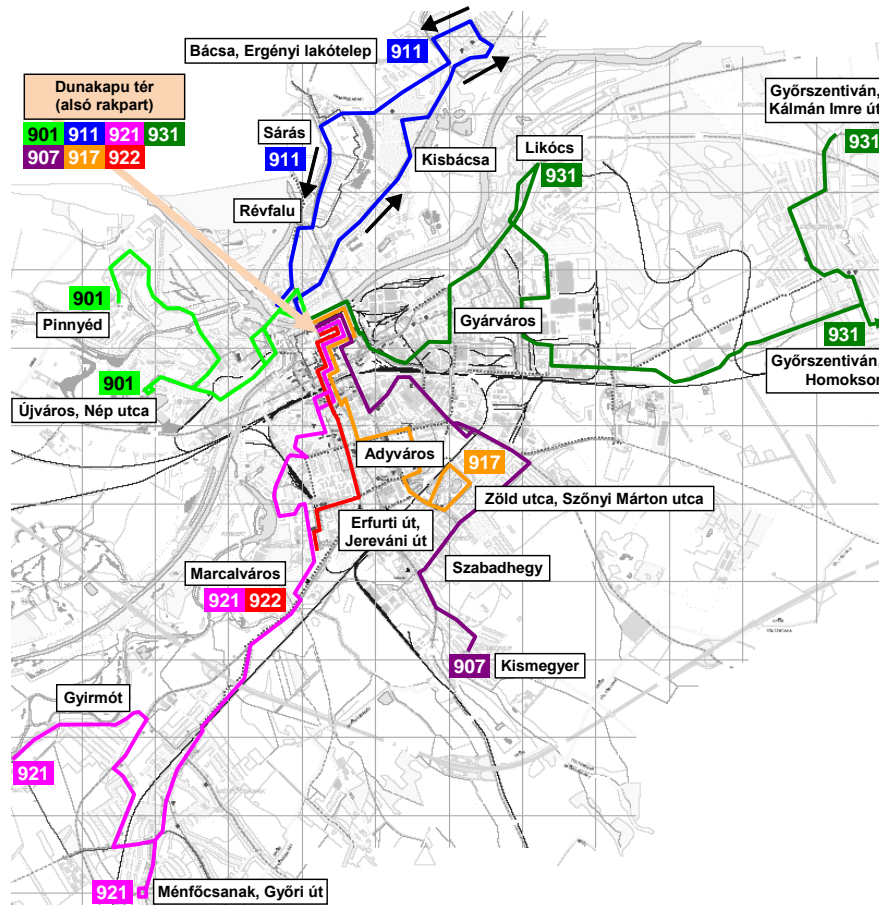 Bácsa, Ergényi lakótelep
911
Dunakapu tér
(alsó rakpart)
901 911 921 931
907 917 922
Győrszentiván,
Kálmán Imre út
931
Sárás
911
Kisbácsa
Likócs
931
Révfalu
901
Pinnyéd
Gyárváros
931
Győrszentiván,
Homoksor
901
Újváros, Nép utca
Adyváros
917
Zöld utca, Szőnyi Márton utca
Erfurti út,
Jereváni út
Szabadhegy
Marcalváros
921 922
907
Kismegyer
Gyirmót
921
921
Ménfőcsanak, Győri út